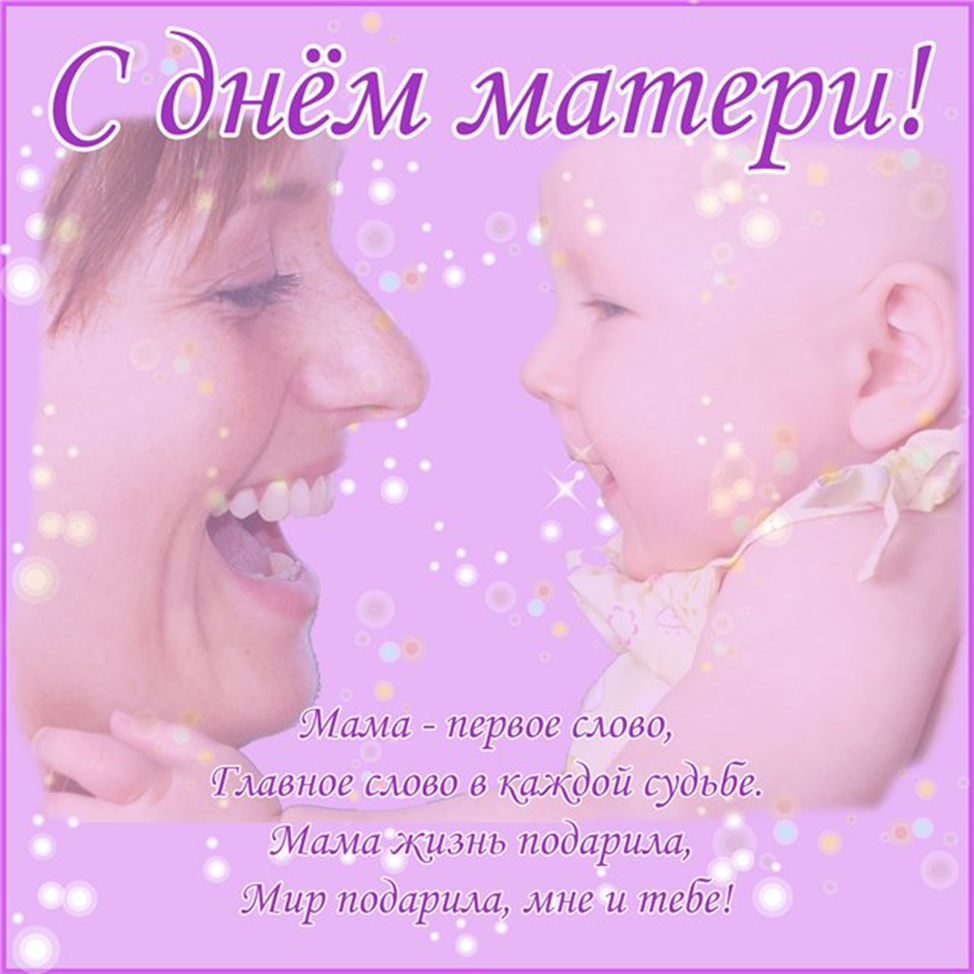 С днём матери!
Мама - первое слово,
Главное слово в каждой судьбе.
Мама жизнь подарила,
Мир подарила, мне и тебе!